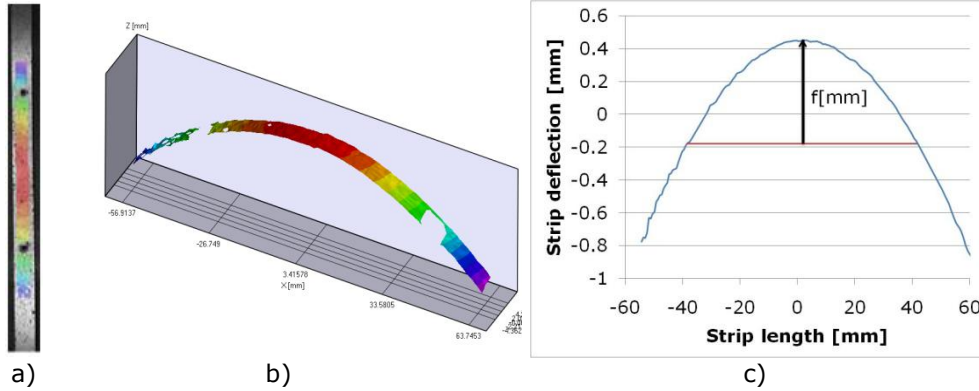 Z [mm]
-56.9137
-26.749
3.41578
X [mm]
33.5805
63.7453
-4.362
a)
b)
Strip deflection [mm]
0.6
0.4
0.2
0
-0.2
-0.4
-0.6
-0.8
-1
f[mm]
-60 -40 -20 0 20 40 60
Strip length [mm]
c)